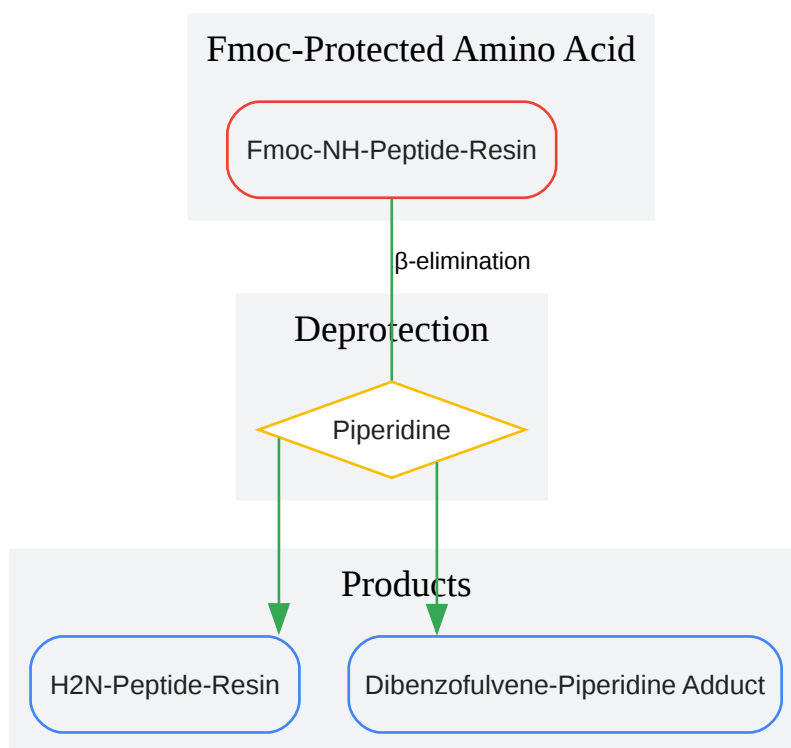 Fmoc-Protected Amino Acid
Fmoc-NH-Peptide-Resin
β-elimination
Deprotection
Piperidine
Products
H2N-Peptide-Resin
Dibenzofulvene-Piperidine Adduct